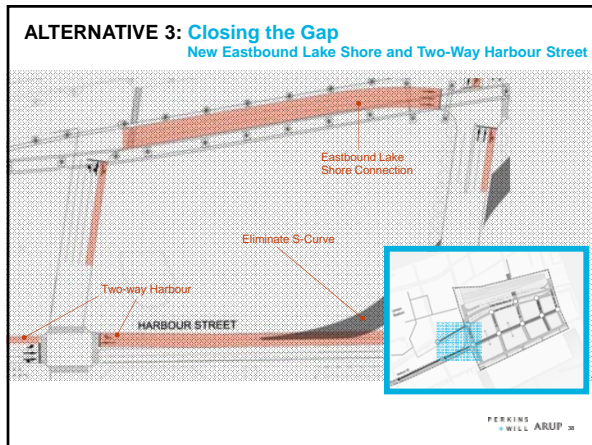 ALTERNATIVE 3: Closing the Gap
New Eastbound Lake Shore and Two-Way Harbour Street
Eastbound Lake
Shore Connection
Eliminate S-Curve
Two-way Harbour
HARBOUR STREET
PERKINS
+WILL ARUP 38